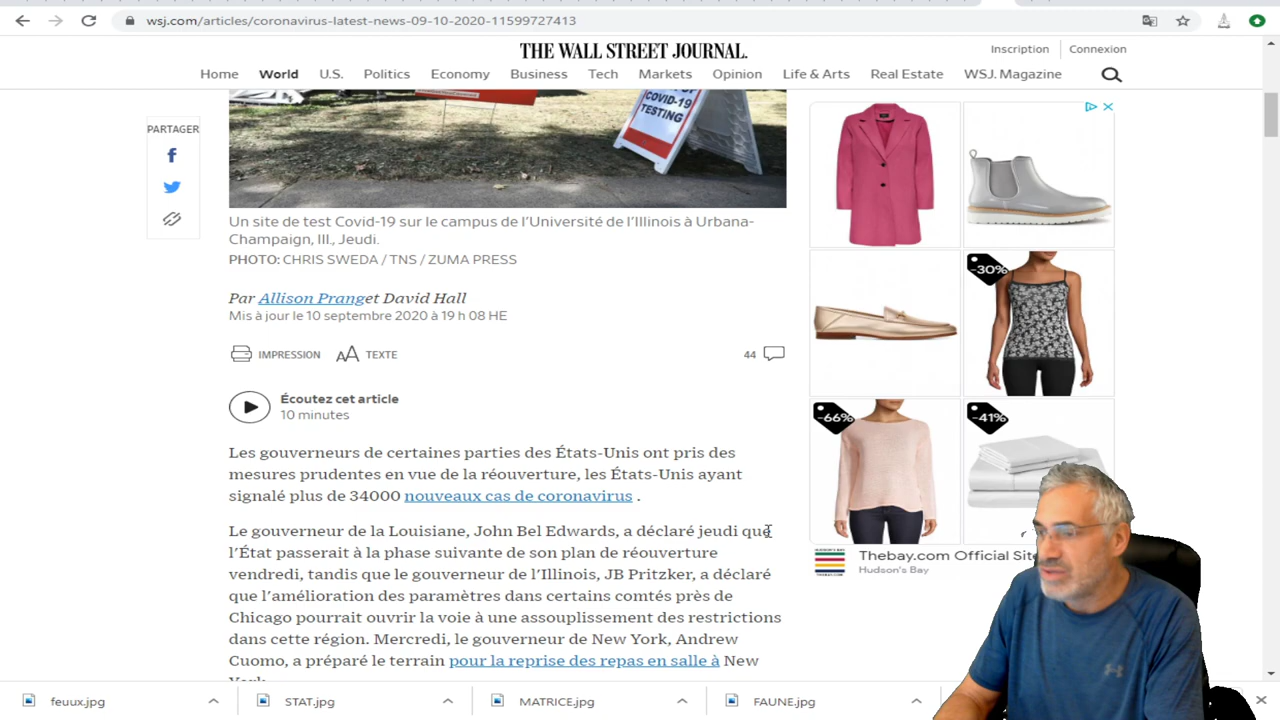 wsj.com/articles/coronavirus-latest-news-09-10-2020-11599727413
THE WALL STREET JOURNAL.
Inscription Connexion
Home World U.S. Politics Economy Business Tech Markets Opinion Life & Arts Real Estate WSJ. Magazine
PARTAGER
COVID-19
TESTING
Un site de test Covid-19 sur le campus de l'Université de l'Illinois à Urbana-
Champaign, Ill., Jeudi.
PHOTO: CHRIS SWEDA / TNS / ZUMA PRESS
Par Allison Pranget David Hall
Mis à jour le 10 septembre 2020 à 19 h 08 HE
IMPRESSION AA TEXTE 44
Écoutez cet article
10 minutes
Les gouverneurs de certaines parties des États-Unis ont pris des
mesures prudentes en vue de la réouverture, les États-Unis ayant
signalé plus de 34000 nouveaux cas de coronavirus .
Le gouverneur de la Louisiane, John Bel Edwards, a déclaré jeudi que
l'État passerait à la phase suivante de son plan de réouverture
vendredi, tandis que le gouverneur de l'Illinois, JB Pritzker, a déclaré
que l'amélioration des paramètres dans certains comtés près de
Chicago pourrait ouvrir la voie à une assouplissement des restrictions
dans cette région. Mercredi, le gouverneur de New York, Andrew
Cuomo, a préparé le terrain pour la reprise des repas en salle à New
-30%
-66%
-41%
HUDSON'S BAY
THEBAY.COM
Thebay.com Official Site
Hudson's Bay
feuux.jpg STAT.jpg MATRICE.jpg FAUNE.jpg